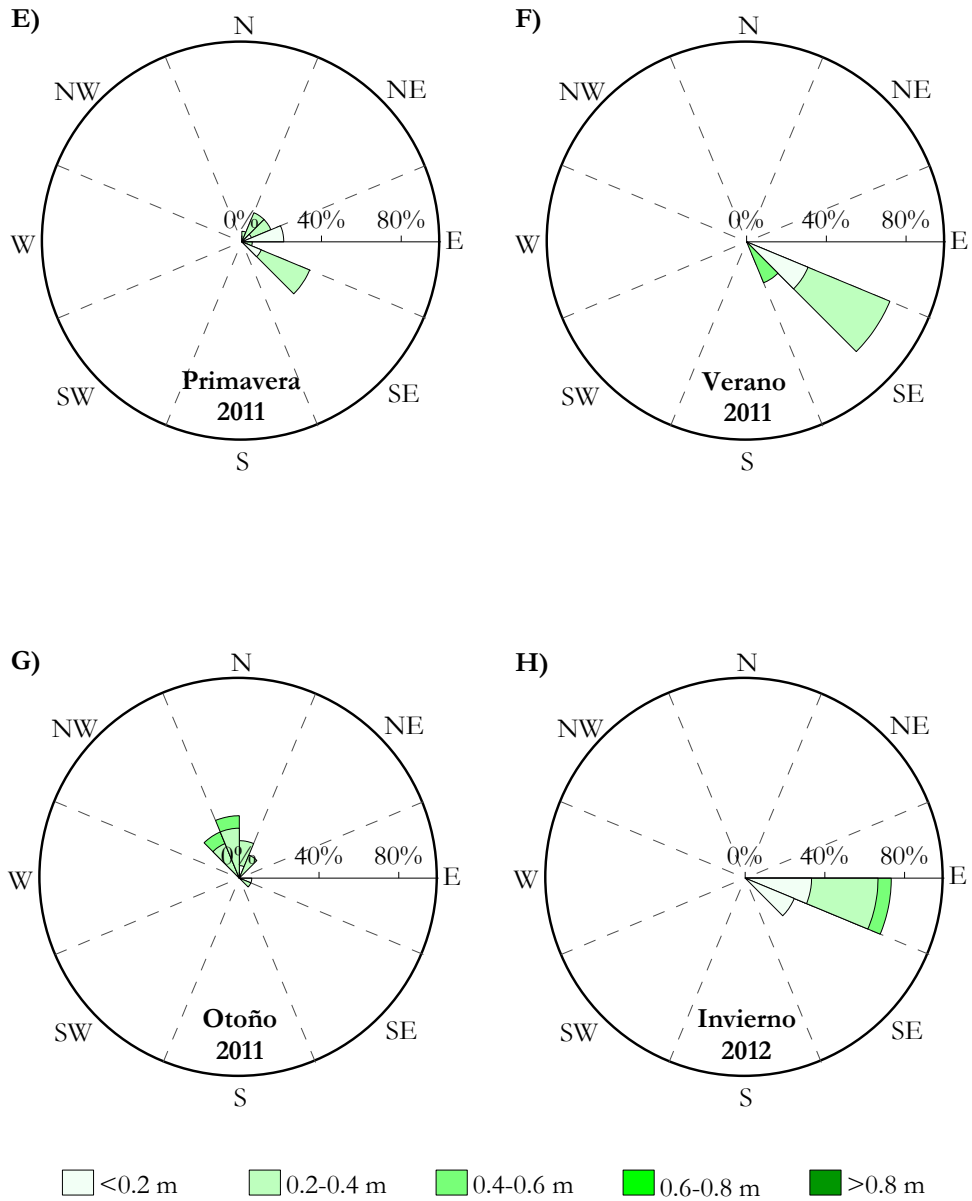 E)
N
NW
NE
0% 40% 80%
W
E
SW
SE
Primavera
2011
S
F)
N
NW
NE
0% 40% 80%
W
E
SW
SE
Verano
2011
S
G)
N
NW
NE
0% 40% 80%
W
E
SW
SE
Otoño
2011
S
H)
N
NW
NE
0% 40% 80%
W
E
SW
SE
Invierno
2012
S
<0.2 m 0.2-0.4 m 0.4-0.6 m 0.6-0.8 m >0.8 m